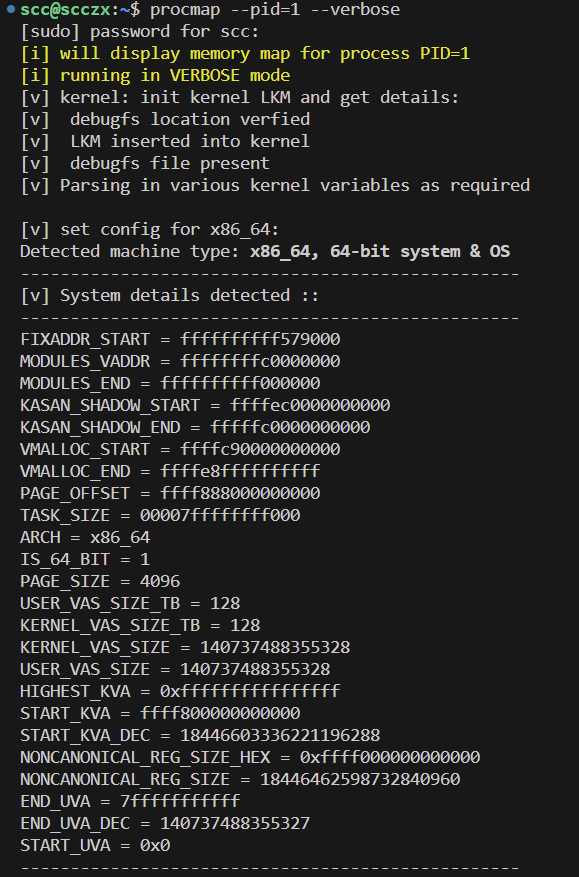 scc@scczx:~$ procmap --pid=1 --verbose
[sudo] password for scc:
[i] will display memory map for process PID=1
[i] running in VERBOSE mode
[v] kernel: init kernel LKM and get details:
[v]  debugfs location verfied
[v]  LKM inserted into kernel
[v]  debugfs file present
[v] Parsing in various kernel variables as required
[v] set config for x86_64:
Detected machine type: x86_64, 64-bit system & OS
--------------------------------------------------
[v] System details detected ::
--------------------------------------------------
FIXADDR_START = ffffffffff579000
MODULES_VADDR = ffffffffc0000000
MODULES_END = ffffffffff000000
KASAN_SHADOW_START = ffffec0000000000
KASAN_SHADOW_END = fffffc0000000000
VMALLOC_START = ffffc90000000000
VMALLOC_END = ffffe8ffffffffff
PAGE_OFFSET = ffff888000000000
TASK_SIZE = 00007ffffffff000
ARCH = x86_64
IS_64_BIT = 1
PAGE_SIZE = 4096
USER_VAS_SIZE_TB = 128
KERNEL_VAS_SIZE_TB = 128
KERNEL_VAS_SIZE = 140737488355328
USER_VAS_SIZE = 140737488355328
HIGHEST_KVA = 0xffffffffffffffff
START_KVA = ffff800000000000
START_KVA_DEC = 18446603336221196288
NONCANONICAL_REG_SIZE_HEX = 0xffff000000000000
NONCANONICAL_REG_SIZE = 18446462598732840960
END_UVA = 7fffffffffff
END_UVA_DEC = 140737488355327
START_UVA = 0x0
--------------------------------------------------